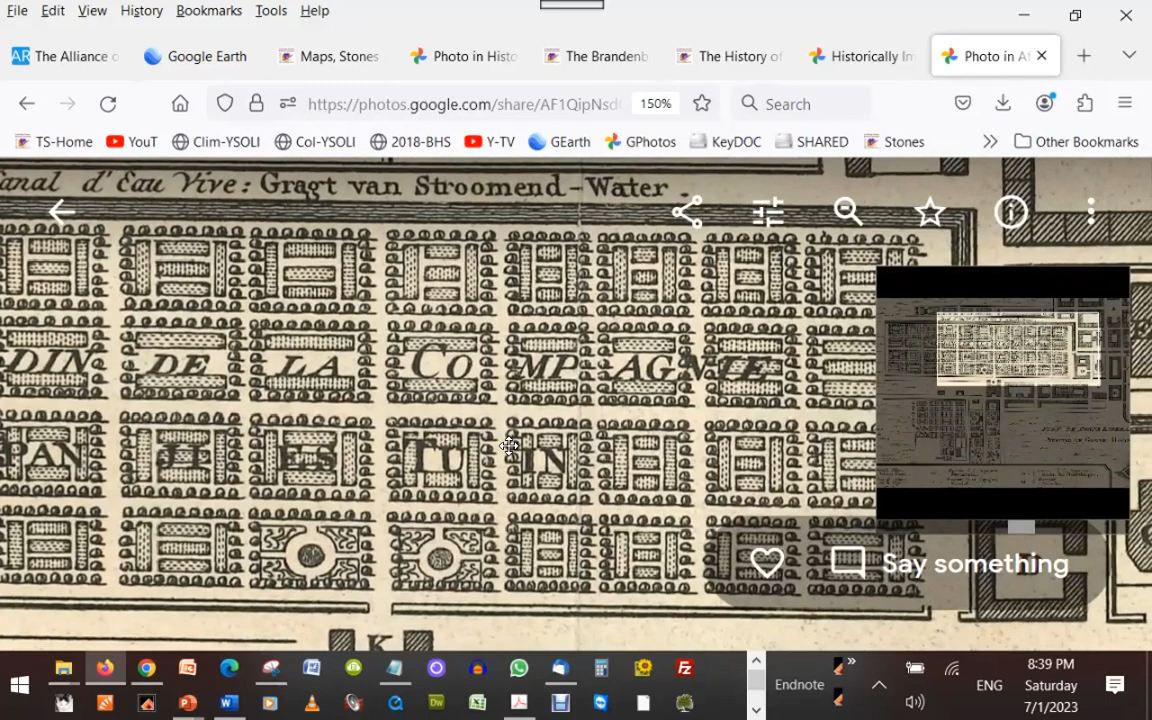 File Edit View History Bookmarks Tools Help
AR The Alliance o
Google Earth
Maps, Stones
Photo in Histo
The Brandenb
The History of
Historically Im
Photo in Af
https://photos.google.com/share/AF1QipNsd
150%
Search
TS-Home YouT Clim-YSOLI Col-YSOLI 2018-BHS Y-TV GEarth GPhotos KeyDOC SHARED Stones Other Bookmarks
anal d'Eau Vive: Gragt van Stroomend-Water.
DIN DE LA COMPAGNIE
PANJIES TUIN
K
Say something
Endnote
ENG
8:39 PM
Saturday
7/1/2023